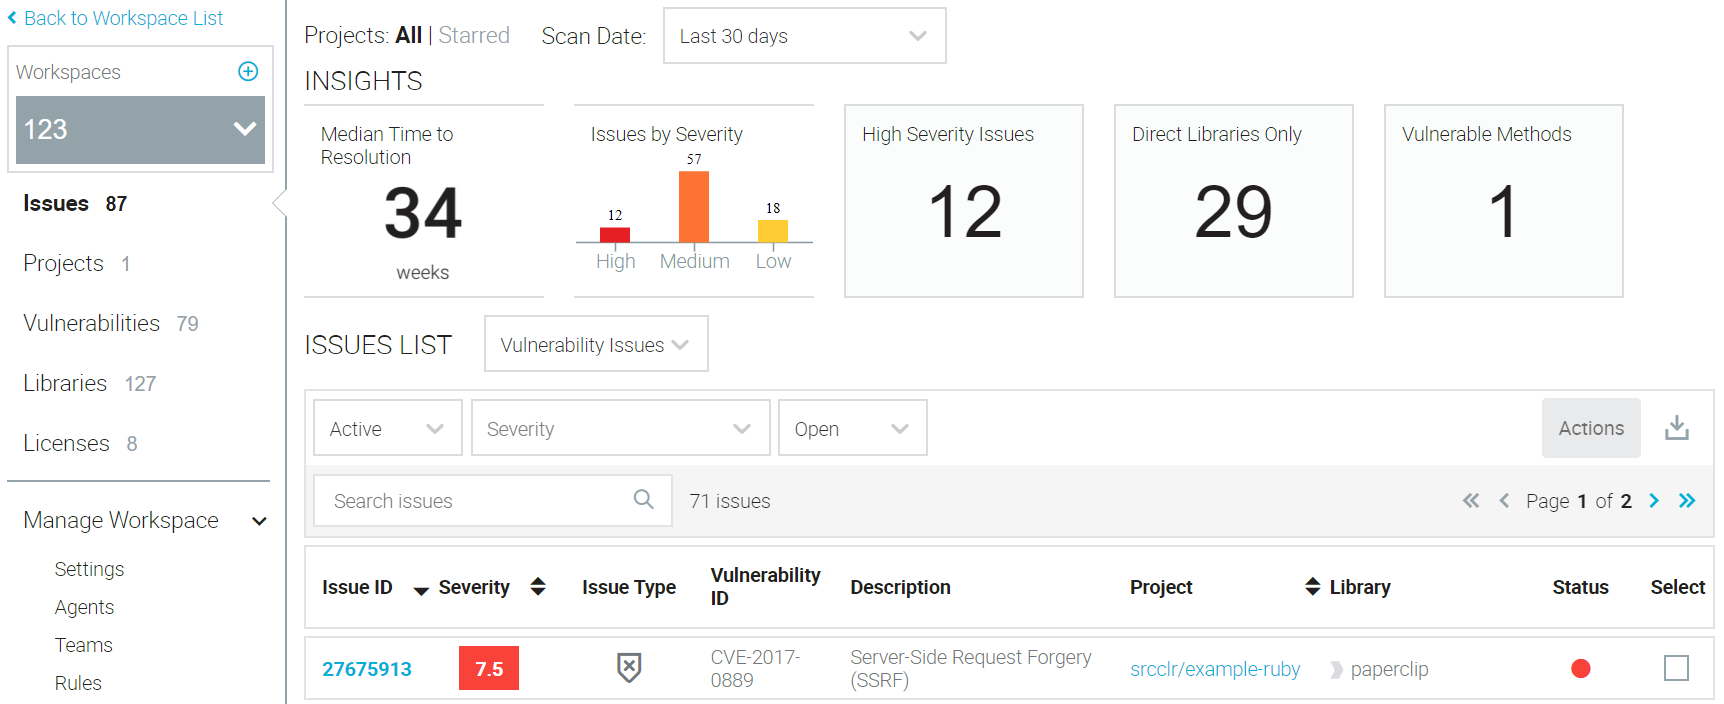 Back to Workspace List
Workspaces
123
Issues 87
Projects 1
Vulnerabilities 79
Libraries 127
Licenses 8
Manage Workspace
Settings
Agents
Teams
Rules
Projects: All | Starred
Scan Date:
Last 30 days
INSIGHTS
Median Time to
Resolution
34
weeks
Issues by Severity
57
12
18
High
Medium
Low
High Severity Issues
12
Direct Libraries Only
29
Vulnerable Methods
1
ISSUES LIST
Vulnerability Issues
Active
Severity
Open
Actions
Search issues
71 issues
Page 1 of 2
Issue ID
Severity
Issue Type
Vulnerability
ID
Description
Project
Library
Status
Select
27675913
7.5
CVE-2017-
0889
Server-Side Request Forgery
(SSRF)
srcclr/example-ruby
paperclip